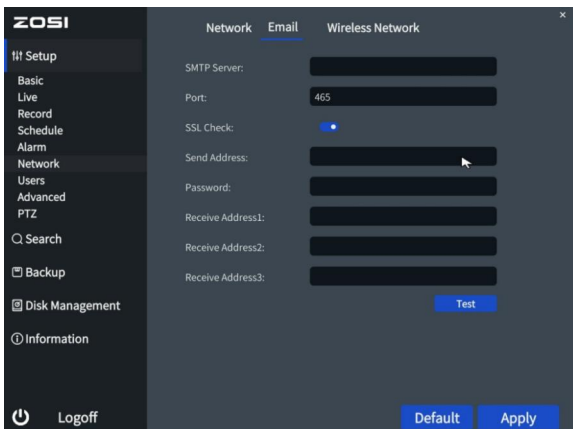 ZOSI
Network Email Wireless Network
Setup
Basic
Live
Record
Schedule
Alarm
Network
Users
Advanced
PTZ
Search
Backup
Disk Management
Information
Logoff
SMTP Server:
Port: 465
SSL Check:
Send Address:
Password:
Receive Address1:
Receive Address2:
Receive Address3:
Test
Default Apply